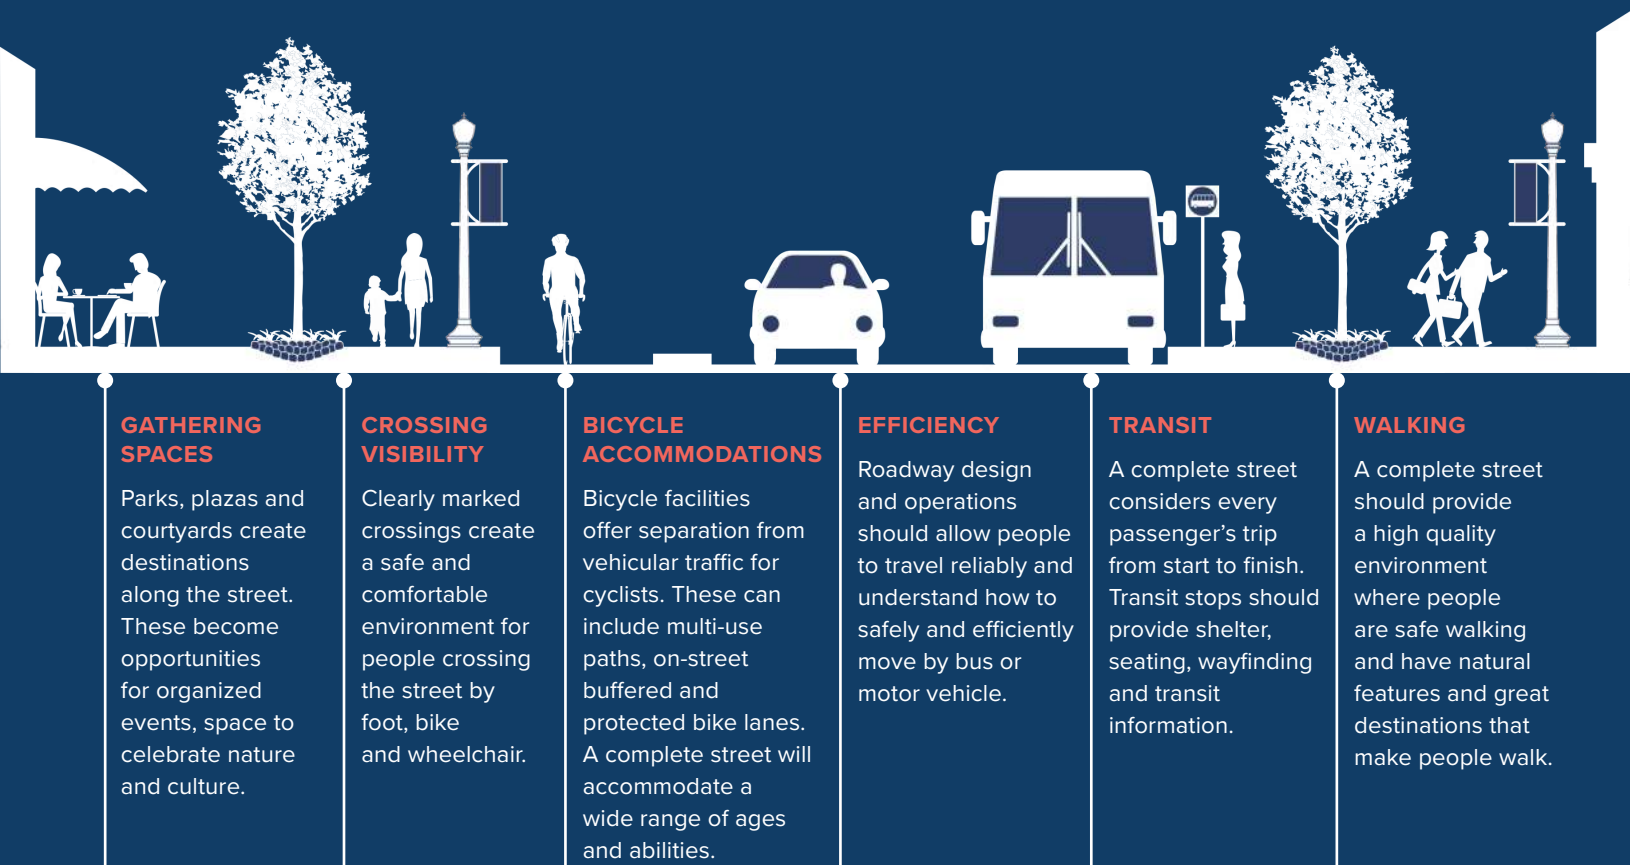 GATHERING
SPACES
Parks, plazas and
courtyards create
destinations
along the street.
These become
opportunities
for organized
events, space to
celebrate nature
and culture.
CROSSING
VISIBILITY
Clearly marked
crossings create
a safe and
comfortable
environment for
people crossing
the street by
foot, bike
and wheelchair.
BICYCLE
ACCOMMODATIONS
Bicycle facilities
offer separation from
vehicular traffic for
cyclists. These can
include multi-use
paths, on-street
buffered and
protected bike lanes.
A complete street will
accommodate a
wide range of ages
and abilities.
EFFICIENCY
Roadway design
and operations
should allow people
to travel reliably and
understand how to
safely and efficiently
move by bus or
motor vehicle.
TRANSIT
A complete street
considers every
passenger’s trip
from start to finish.
Transit stops should
provide shelter,
seating, wayfinding
and transit
information.
WALKING
A complete street
should provide
a high quality
environment
where people
are safe walking
and have natural
features and great
destinations that
make people walk.